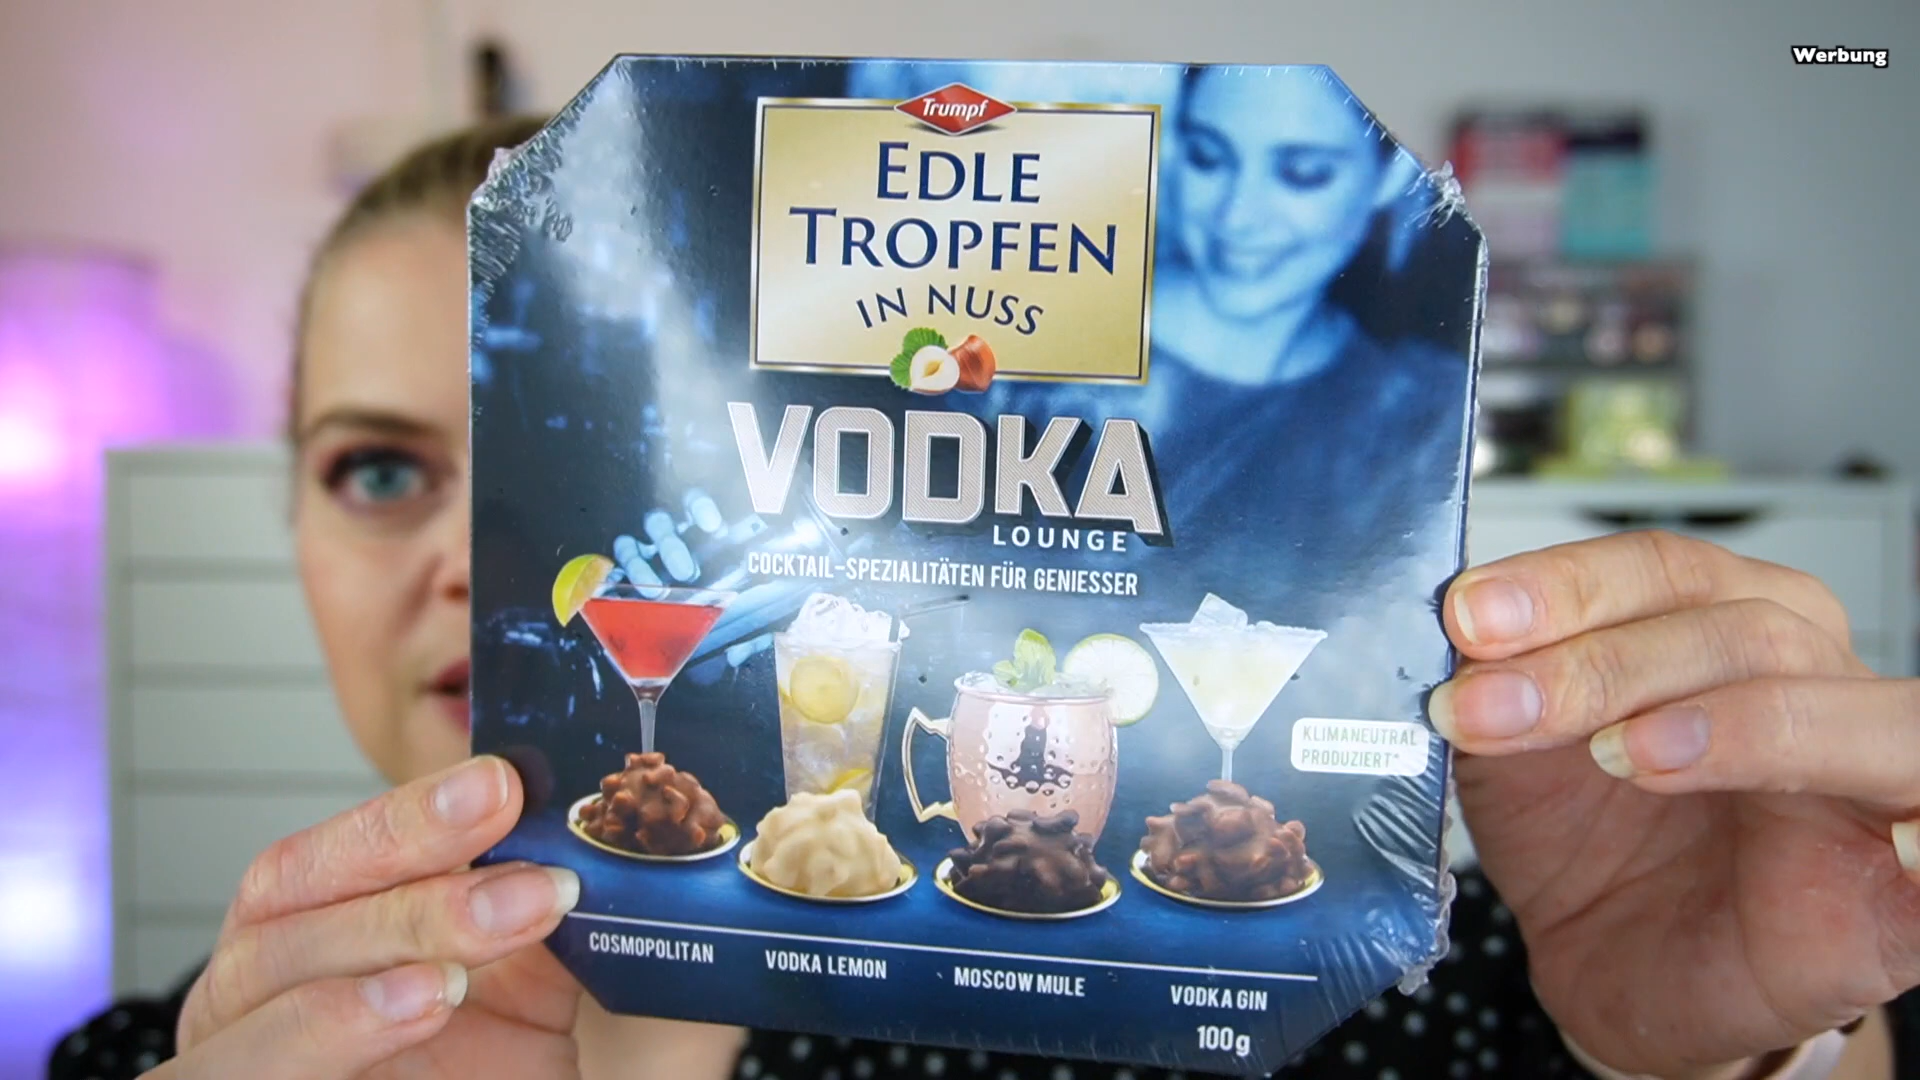 Werbung
Trumpf
EDLE
TROPFEN
IN NUSS
VODKA
LOUNGE
COCKTAIL-SPEZIALITÄTEN FÜR GENIESSER
KLIMANEUTRAL
PRODUZIERT*
COSMOPOLITAN
VODKA LEMON
MOSCOW MULE
VODKA GIN
100g